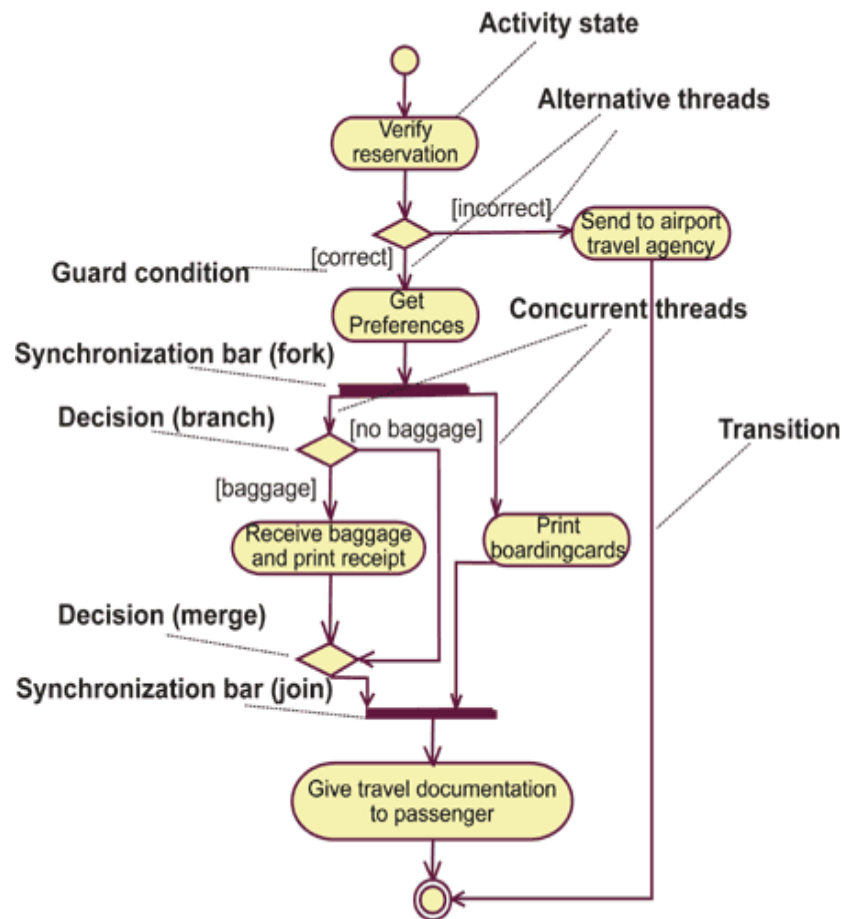 Activity state
Alternative threads
Verify
reservation
[incorrect]
Send to airport
travel agency
[correct]
Guard condition
Get
Preferences
Concurrent threads
Synchronization bar (fork)
Decision (branch)
[no baggage]
Transition
[baggage]
Receive baggage
and print receipt
Print
boardingcards
Decision (merge)
Synchronization bar (join)
Give travel documentation
to passenger